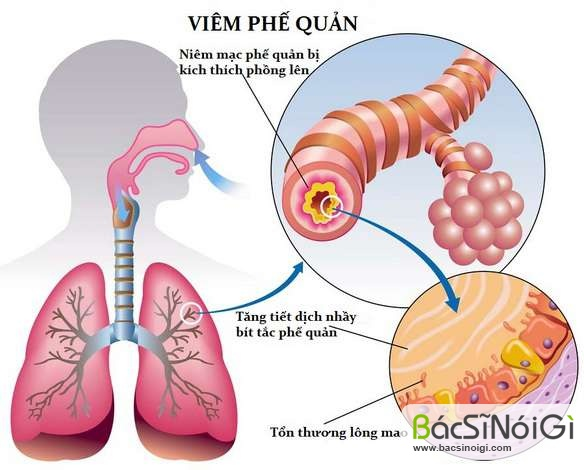 VIÊM PHẾ QUẢN
Niêm mạc phế quản bị
kích thích phồng lên
Tăng tiết dịch nhầy
bít tắc phế quản
Tổn thương lông mao
BÁCSĨNÓIGÌ
www.bacsinoigi.com